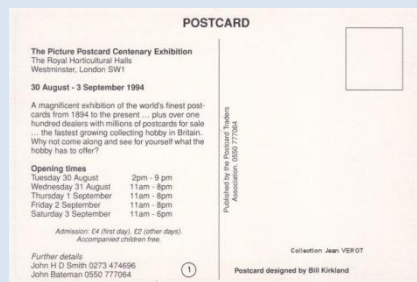 POSTCARD
The Picture Postcard Centenary Exhibition
The Royal Horticultural Halls
Westminster, London SW1
30 August - 3 September 1994
A magnificent exhibition of the world's finest post-
cards from 1894 to the present ... plus over one
hundred dealers with millions of postcards for sale
... the fastest growing collecting hobby in Britain.
Why not come along and see for yourself what the
hobby has to offer?
Opening times
Tuesday 30 August 2pm - 9 pm
Wednesday 31 August 11am - 8pm
Thursday 1 September 11am - 8pm
Friday 2 September 11am - 8pm
Saturday 3 September 11am - 6pm
Admission: £4 (first day), £2 (other days).
Accompanied children free.
Further details
John H D Smith 0273 474696
John Bateman 0550 777064
1
Published by the Postcard Traders
Association. 0550 777064
Collection Jean VEROT
Postcard designed by Bill Kirkland